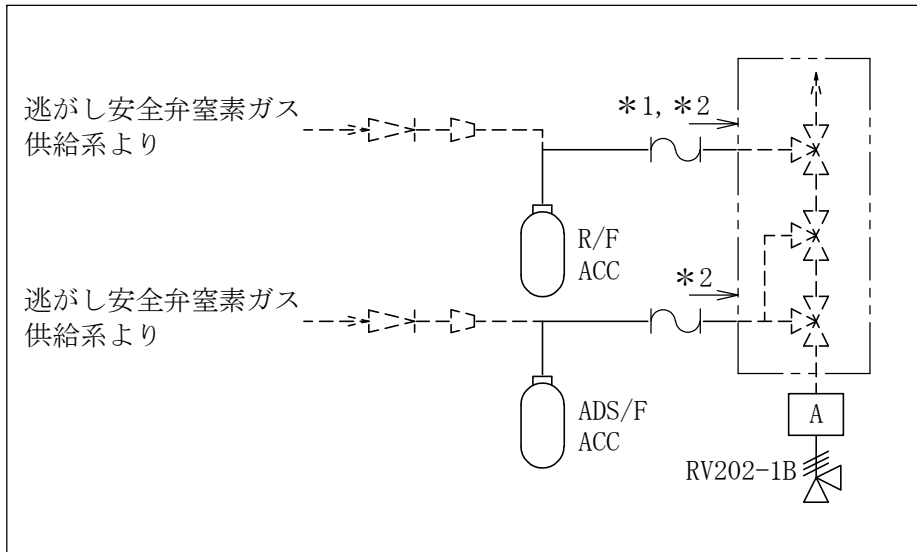 逃がし安全弁窒素ガス
供給系より
*1, *2
R/F
ACC
逃がし安全弁窒素ガス
供給系より
*2
ADS/F
ACC
A
RV202-1B